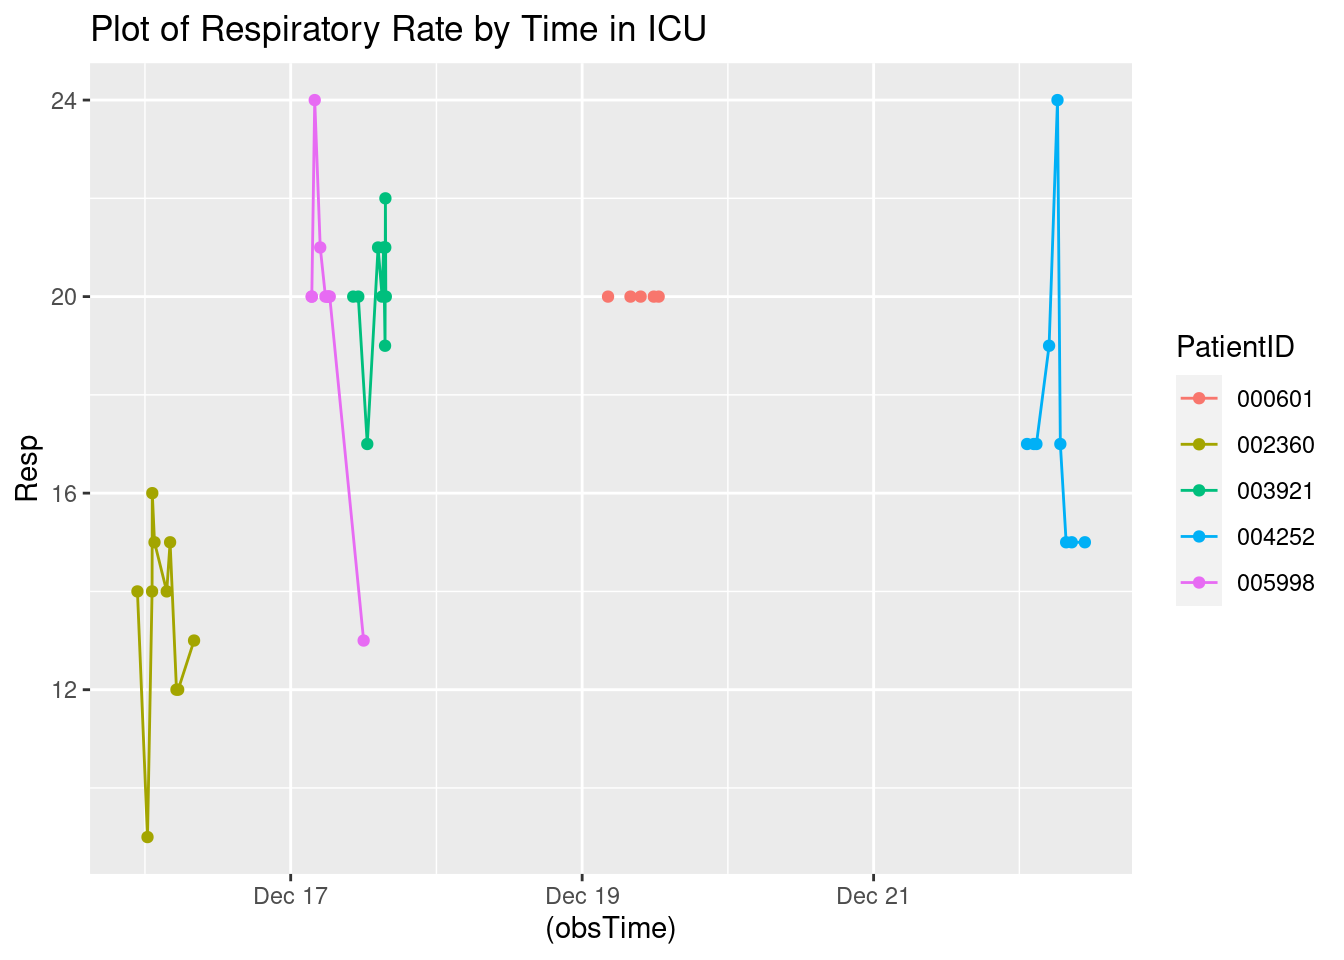 Plot of Respiratory Rate by Time in ICU
24
20
16
12
Resp
Dec 17
Dec 19
Dec 21
(obsTime)
PatientID
000601
002360
003921
004252
005998